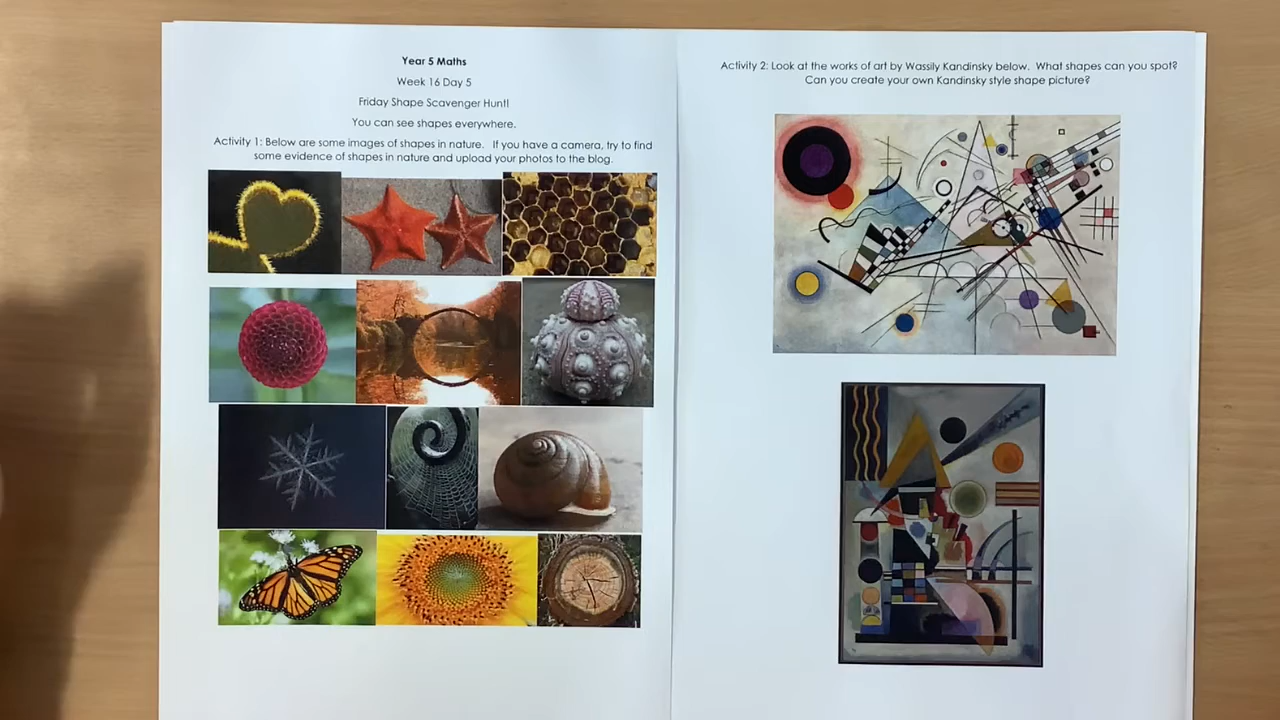 Year 5 Maths
Week 16 Day 5
Friday Shape Scavenger Hunt!
You can see shapes everywhere.
Activity 1: Below are some images of shapes in nature. If you have a camera, try to find
some evidence of shapes in nature and upload your photos to the blog.
Activity 2: Look at the works of art by Wassily Kandinsky below. What shapes can you spot?
Can you create your own Kandinsky style shape picture?